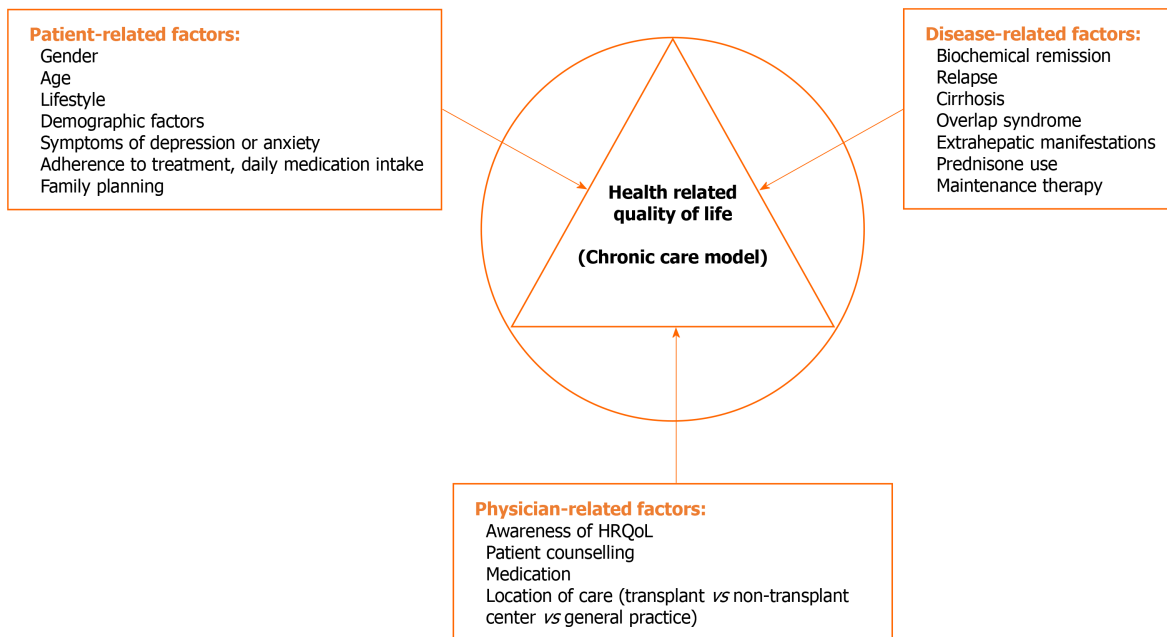 Patient-related factors:
Gender
Age
Lifestyle
Demographic factors
Symptoms of depression or anxiety
Adherence to treatment, daily medication intake
Family planning
Disease-related factors:
Biochemical remission
Relapse
Cirrhosis
Overlap syndrome
Extrahepatic manifestations
Prednisone use
Maintenance therapy
Health related
quality of life
(Chronic care model)
Physician-related factors:
Awareness of HRQoL
Patient counselling
Medication
Location of care (transplant vs non-transplant
center vs general practice)